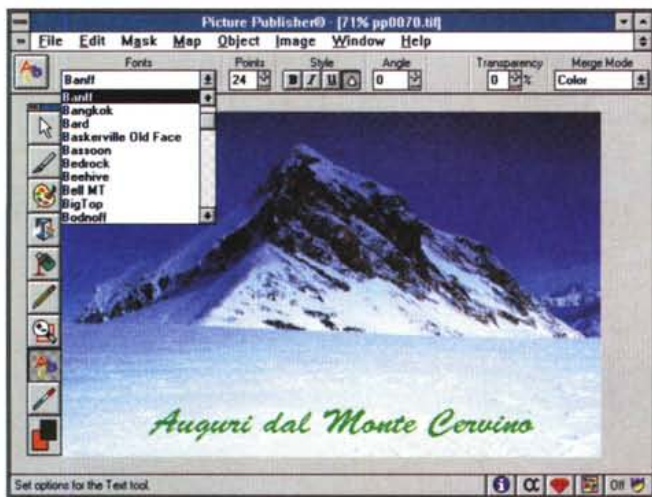 Picture Publisher® - [71% pp0070.tif]
File Edit Mask Map Object Image Window Help
Fonts Points Style Angle Transparency Merge Mode
Banff 24 B I U 0 0 % Color
Banff
Bangkok
Bard
Baskerville Old Face
Bassoon
Bedrock
Beehive
Bell MT
BigTop
Bodnoff
Auguri dal Monte Cervino
Set options for the Text tool. CC Off